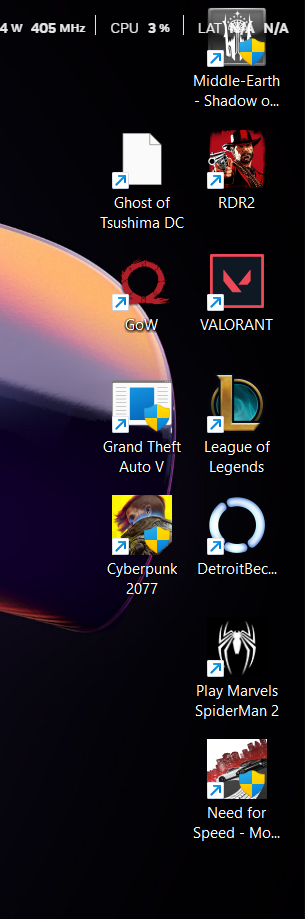 4 W 405 MHz CPU 3 % LAT N/A N/A
Middle-Earth
- Shadow o...
Ghost of
Tsushima DC
RDR2
GoW
VALORANT
Grand Theft
Auto V
League of
Legends
Cyberpunk
2077
DetroitBec...
Play Marvels
SpiderMan 2
Need for
Speed - Mo...